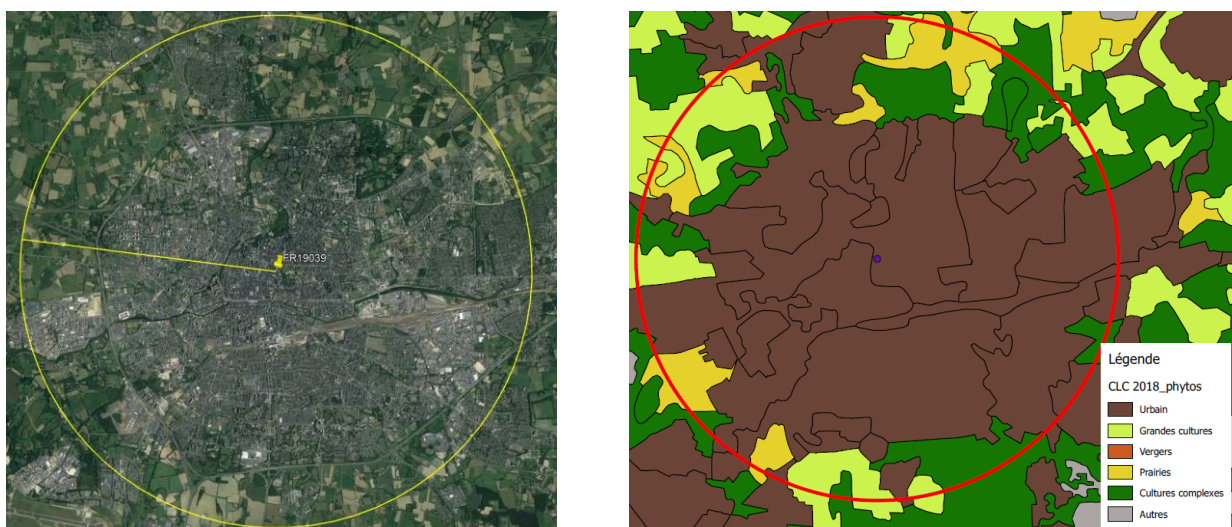 FR19039
Légende
CLC 2018_phytos
Urbain
Grandes cultures
Vergers
Prairies
Cultures complexes
Autres